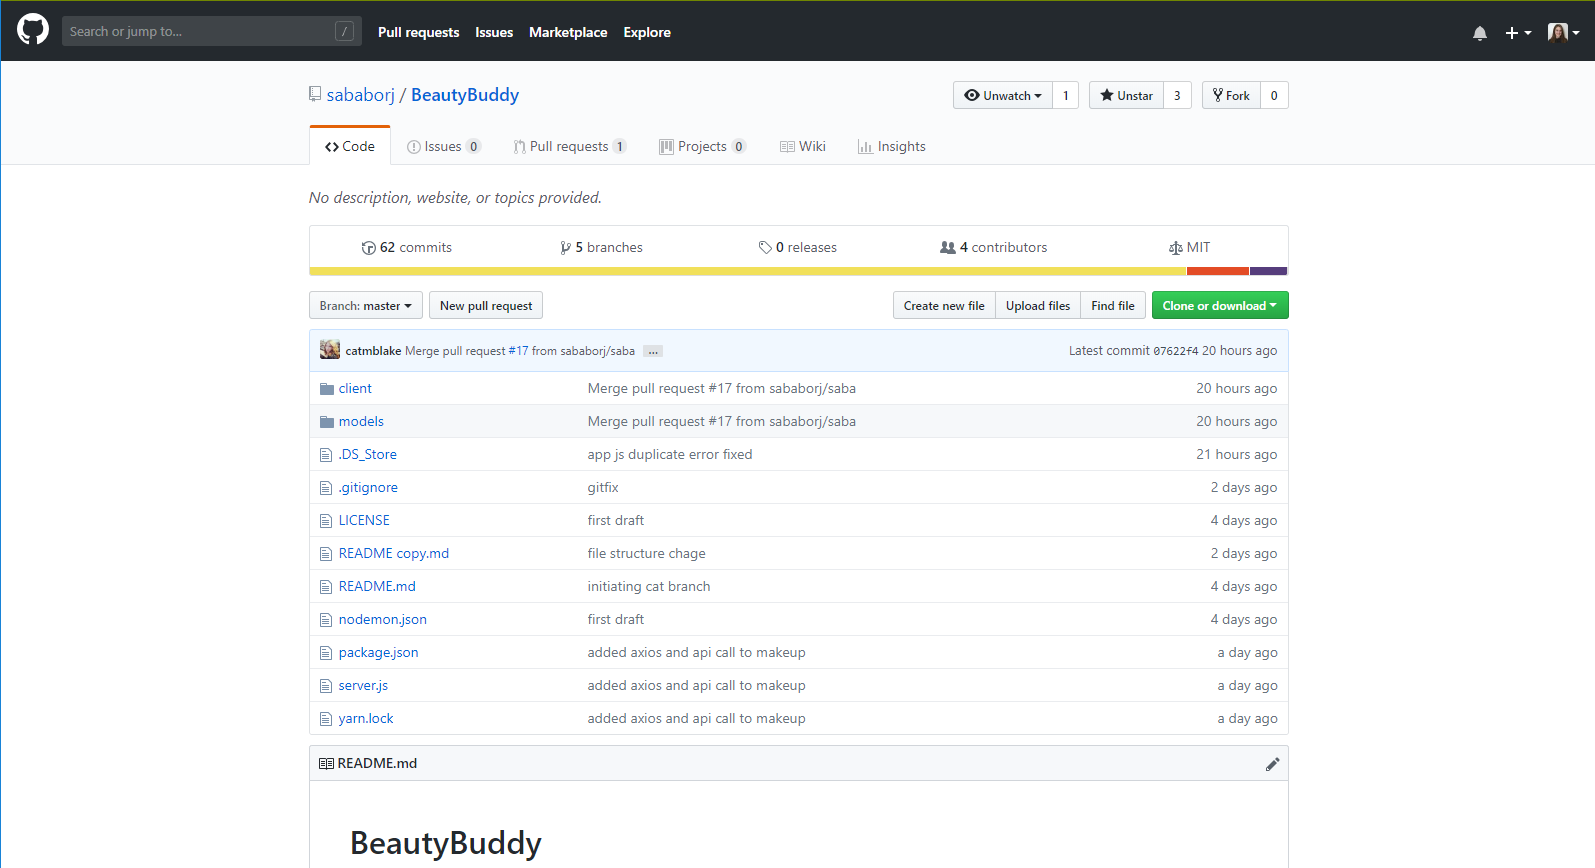 Search or jump to... / Pull requests Issues Marketplace Explore
sababorj / BeautyBuddy Unwatch 1 Unstar 3 Fork 0
Code Issues 0 Pull requests 1 Projects 0 Wiki Insights
No description, website, or topics provided.
62 commits 5 branches 0 releases 4 contributors MIT
Branch: master New pull request Create new file Upload files Find file Clone or download
catmblake Merge pull request #17 from sababorj/saba ... Latest commit 07622f4 20 hours ago
client Merge pull request #17 from sababorj/saba 20 hours ago
models Merge pull request #17 from sababorj/saba 20 hours ago
.DS_Store app js duplicate error fixed 21 hours ago
.gitignore gitfix 2 days ago
LICENSE first draft 4 days ago
README copy.md file structure chage 2 days ago
README.md initiating cat branch 4 days ago
nodemon.json first draft 4 days ago
package.json added axios and api call to makeup a day ago
server.js added axios and api call to makeup a day ago
yarn.lock added axios and api call to makeup a day ago
README.md
BeautyBuddy